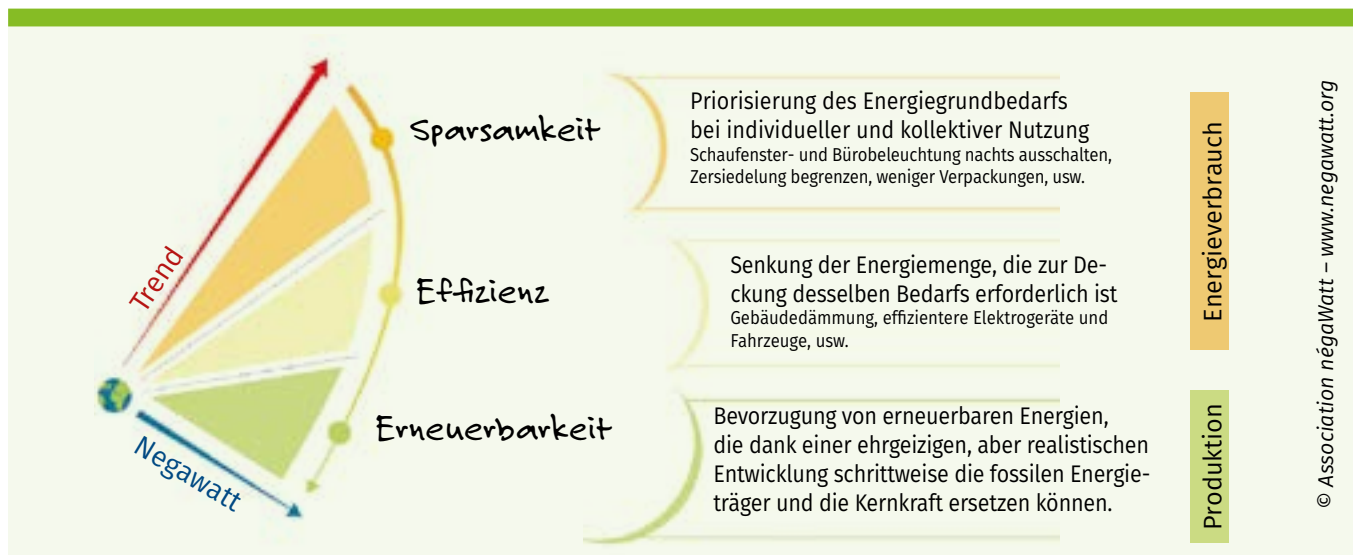 Trend
Negawatt
Sparsamkeit
Priorisierung des Energiegrundbedarfs
bei individueller und kollektiver Nutzung
Schaufenster- und Bürobeleuchtung nachts ausschalten,
Zersiedelung begrenzen, weniger Verpackungen, usw.
Effizienz
Senkung der Energiemenge, die zur De-
ckung desselben Bedarfs erforderlich ist
Gebäudedämmung, effizientere Elektrogeräte und
Fahrzeuge, usw.
Erneuerbarkeit
Bevorzugung von erneuerbaren Energien,
die dank einer ehrgeizigen, aber realistischen
Entwicklung schrittweise die fossilen Energie-
träger und die Kernkraft ersetzen können.
Energieverbrauch
Produktion
© Association négaWatt – www.negawatt.org